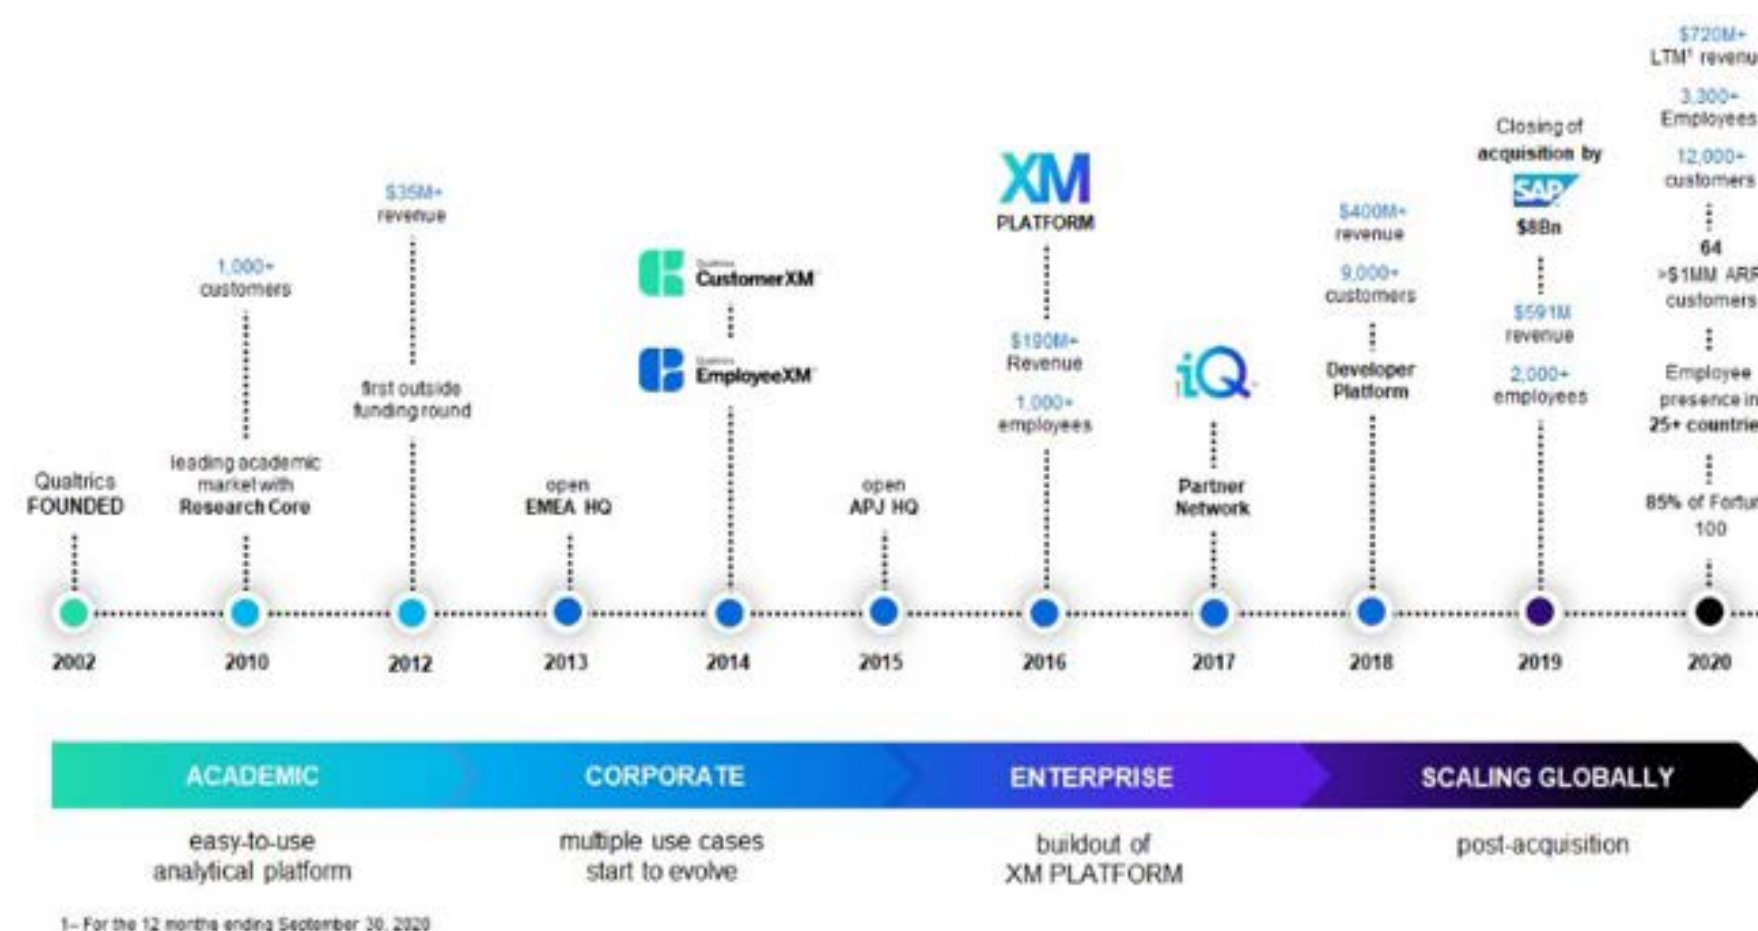 Qualtrics
FOUNDED
2002
1,000+
customers
leading academic
market with
Research Core
2010
$35M+
revenue
first outside
funding round
2012
open
EMEA HQ
2013
Qualtrics
CustomerXM
Qualtrics
EmployeeXM
2014
open
APJ HQ
2015
XM
PLATFORM
$190M+
Revenue
1,000+
employees
2016
iQ
Partner
Network
2017
$400M+
revenue
9,000+
customers
Developer
Platform
2018
Closing of
acquisition by
SAP
$8Bn
$591M
revenue
2,000+
employees
2019
$720M+
LTM¹ revenu
3,300+
Employees
12,000+
customers
64
>$1MM ARR
customers
Employee
presence in
25+ countrie
85% of Fortun
100
2020
ACADEMIC
easy-to-use
analytical platform
CORPORATE
multiple use cases
start to evolve
ENTERPRISE
buildout of
XM PLATFORM
SCALING GLOBALLY
post-acquisition
1– For the 12 months ending September 30, 2020